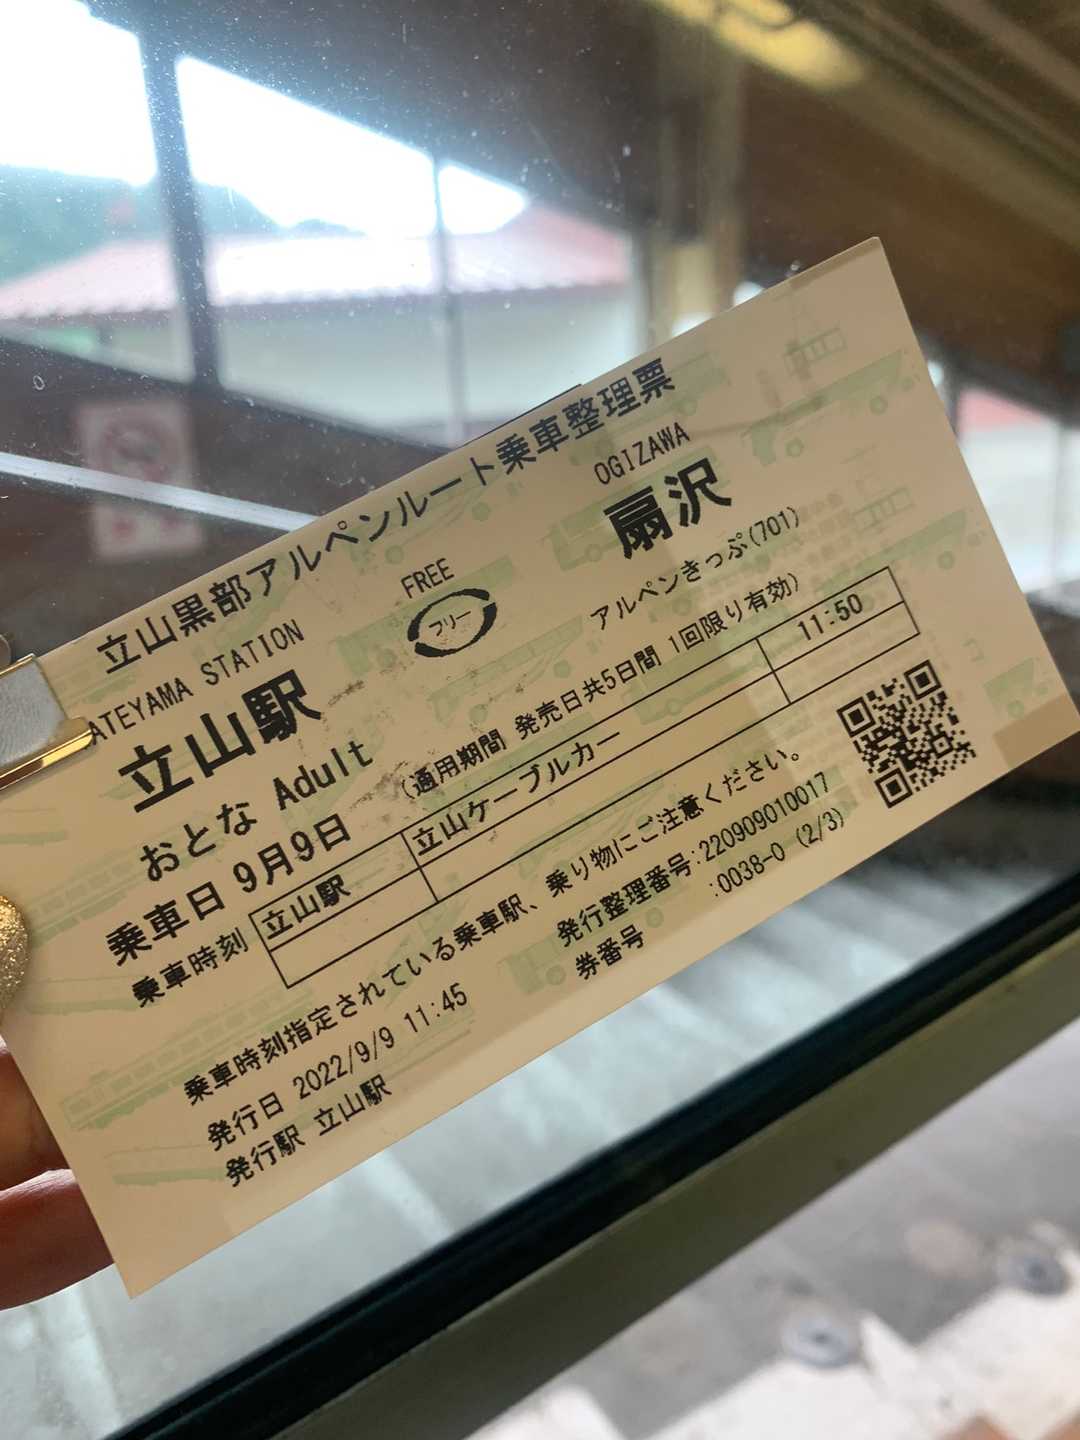 立山黒部アルペンルート乗車整理票
ATEYAMA STATION
FREE
OGIZAWA
立山駅
フリー
扇沢
おとな Adult
アルペンきっぷ(701)
乗車日 9月9日
(通用期間 発売日共5日間 1回限り有効)
乗車時刻 立山駅 立山ケーブルカー 11:50
乗車時刻指定されている乗車駅、乗り物にご注意ください。
発行日 2022/9/9 11:45
発行整理番号:220909010017
発行駅 立山駅
券番号 :0038-0 (2/3)